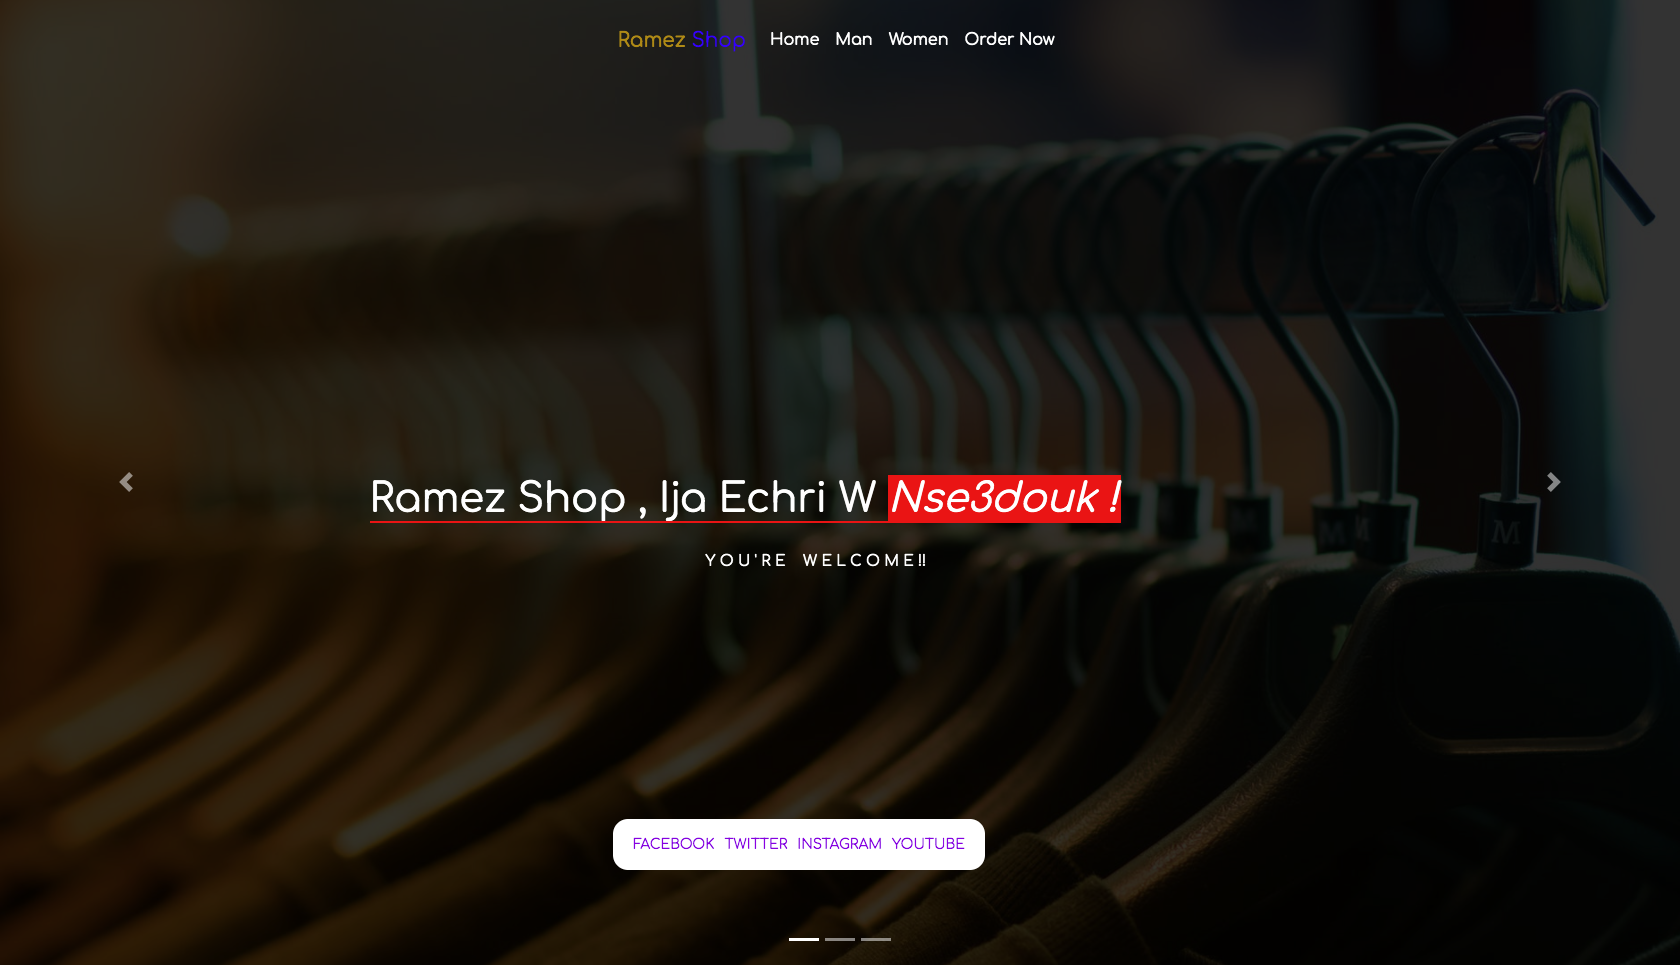 Ramez Shop Home Man Women Order Now
Ramez Shop , Ija Echri W Nse3douk !
YOU'RE WELCOME!!
FACEBOOK TWITTER INSTAGRAM YOUTUBE
M M M